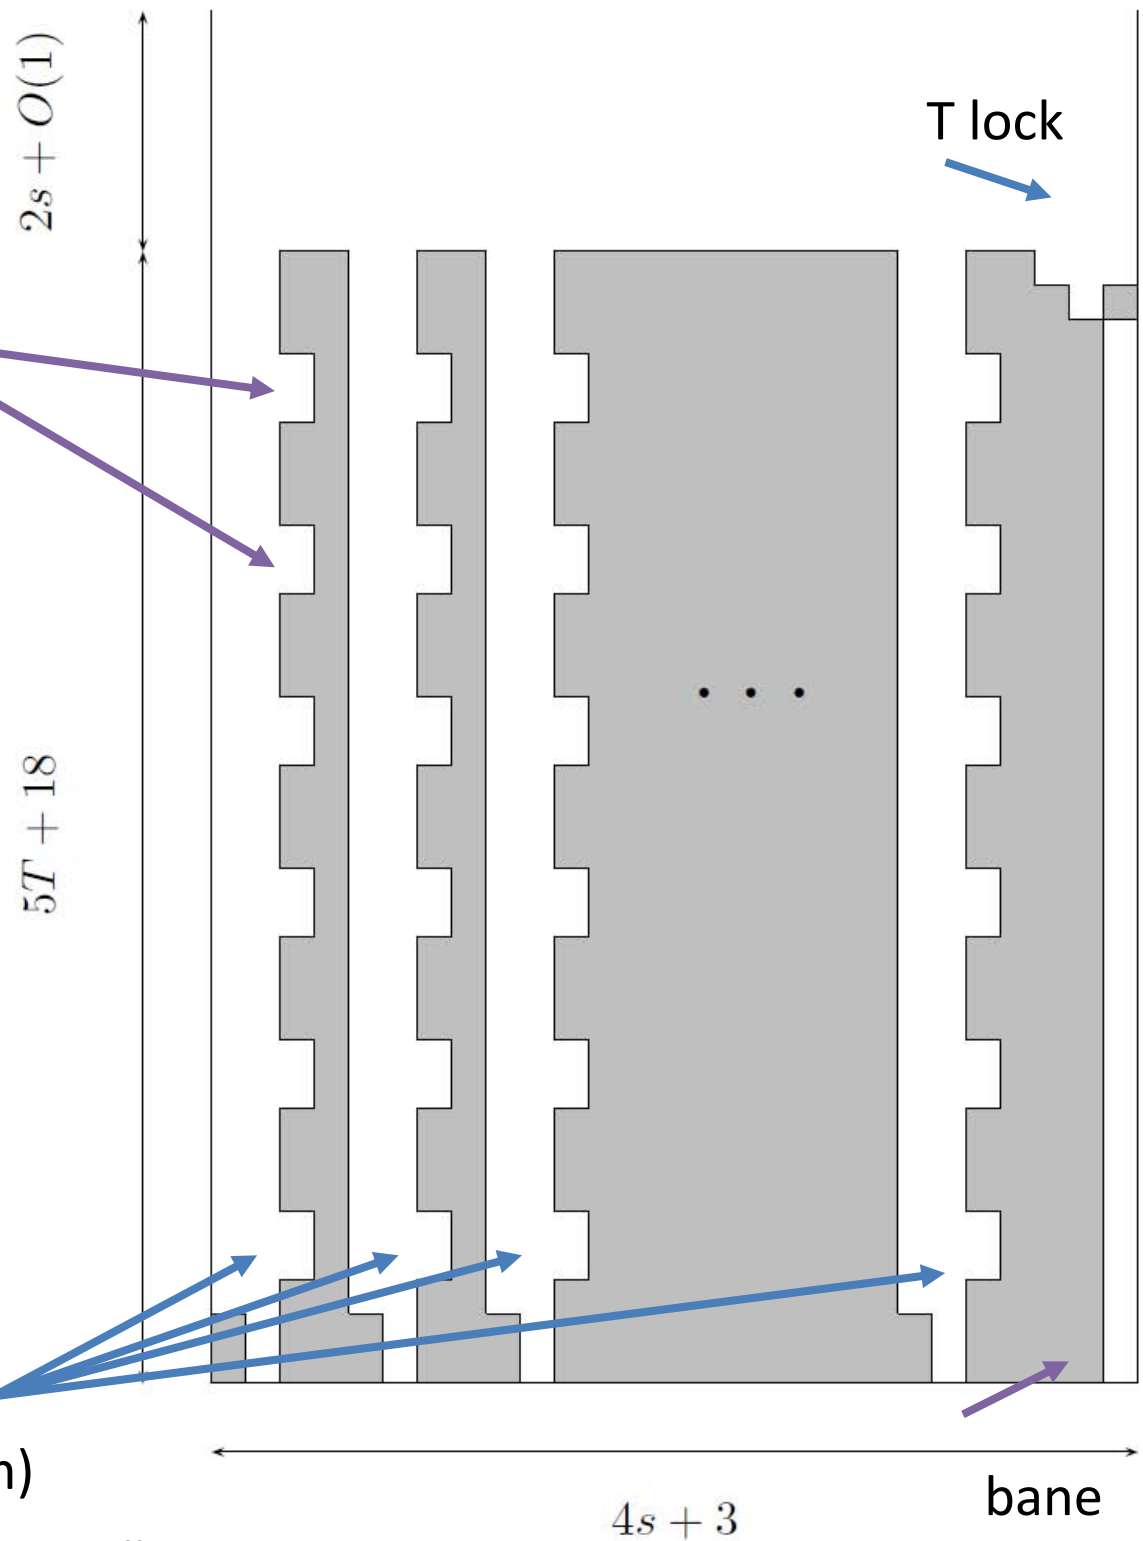 2s + O(1)
T lock
. . .
5T + 18
n)
bane
4s + 3